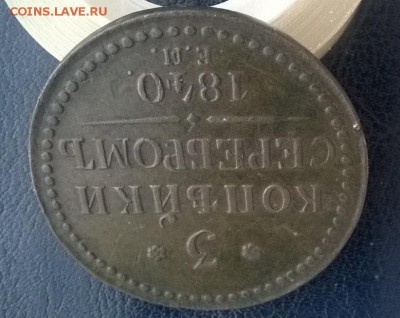 COINS.LAVE.RU
* 3 *
КОПѢЙКИ
СЕРЕБРОМЪ
1840.
Е.М.